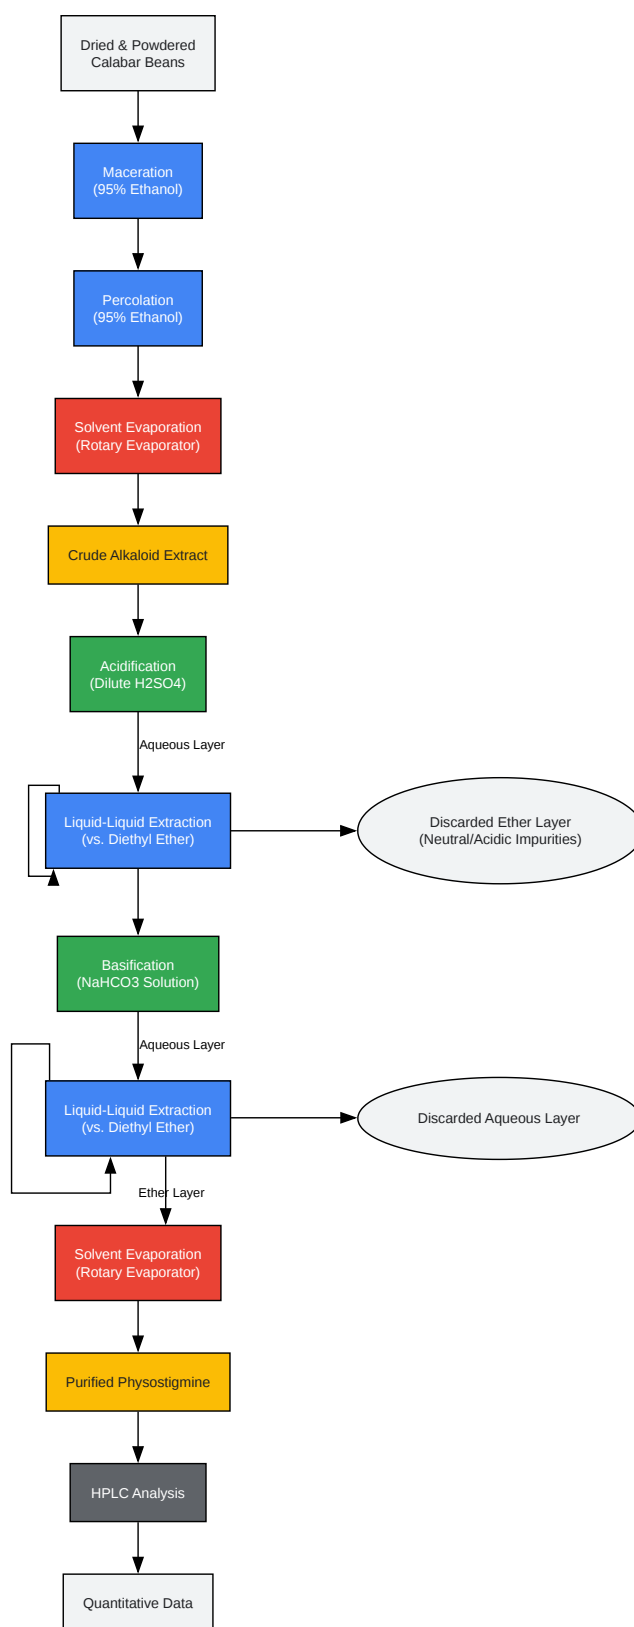 Dried & Powdered
Calabar Beans
Maceration
(95% Ethanol)
Percolation
(95% Ethanol)
Solvent Evaporation
(Rotary Evaporator)
Crude Alkaloid Extract
Acidification
(Dilute H2SO4)
Aqueous Layer
Liquid-Liquid Extraction
(vs. Diethyl Ether)
Discarded Ether Layer
(Neutral/Acidic Impurities)
Basification
(NaHCO3 Solution)
Aqueous Layer
Liquid-Liquid Extraction
(vs. Diethyl Ether)
Discarded Aqueous Layer
Ether Layer
Solvent Evaporation
(Rotary Evaporator)
Purified Physostigmine
HPLC Analysis
Quantitative Data